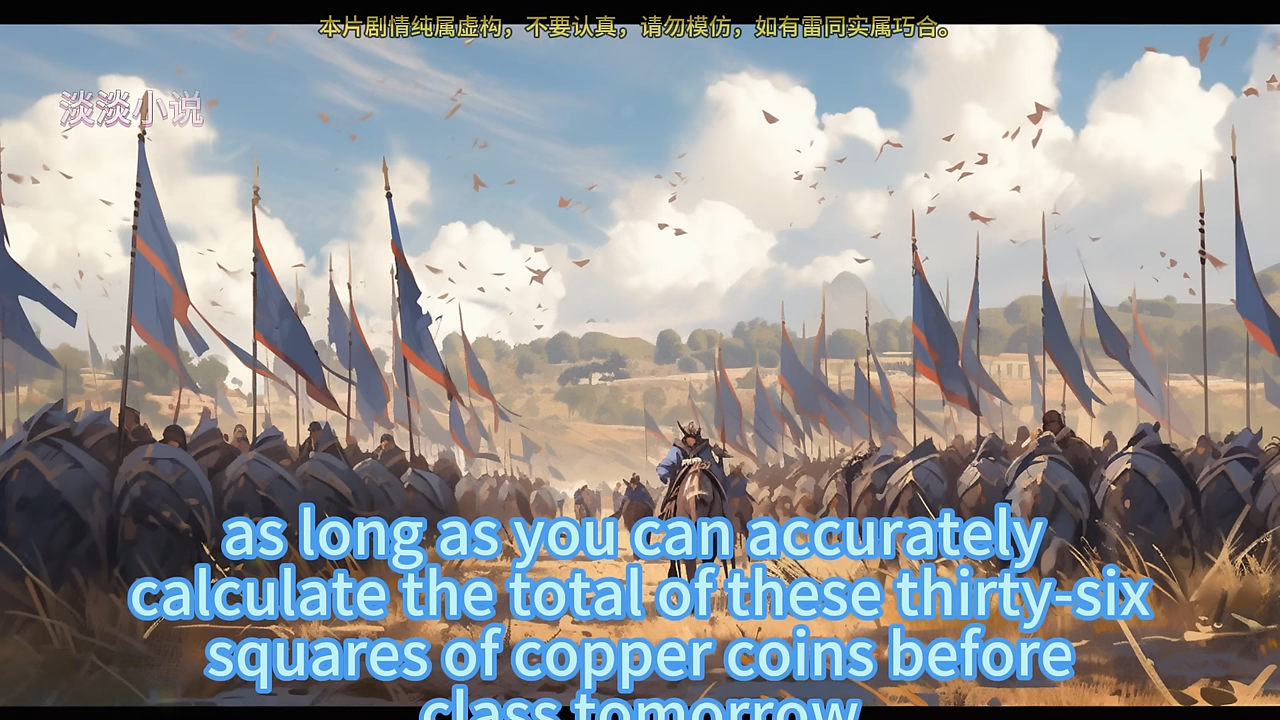 本片剧情纯属虚构，不要认真，请勿模仿，如有雷同实属巧合。
淡淡小说
as long as you can accurately
calculate the total of these thirty-six
squares of copper coins before
class tomorrow